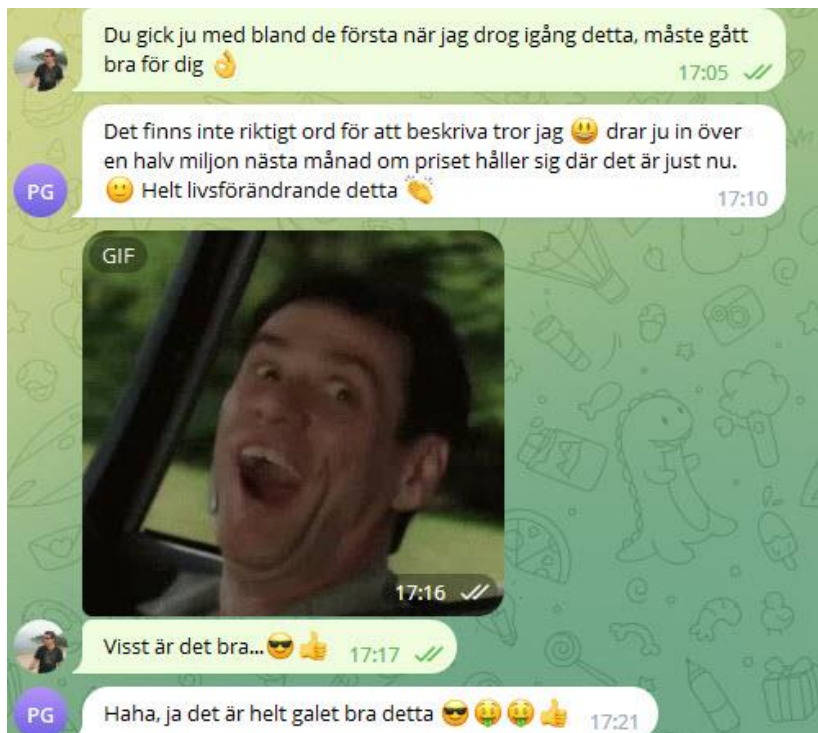 Du gick ju med bland de första när jag drog igång detta, måste gått
bra för dig 👌
17:05
Det finns inte riktigt ord för att beskriva tror jag 😃 drar ju in över
en halv miljon nästa månad om priset håller sig där det är just nu.
🙂 Helt livsförändrande detta 👏
17:10
PG
GIF
17:16
Visst är det bra...😎👍 17:17
PG
Haha, ja det är helt galet bra detta 😎🤑🤑👍 17:21